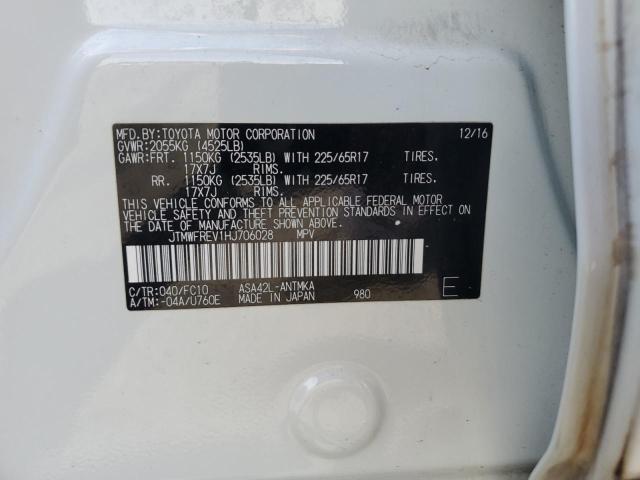 MFD. BY: TOYOTA MOTOR CORPORATION 12/16
GVWR: 2055KG (4525LB)
GAWR: FRT. 1150KG (2535LB) WITH 225/65R17 TIRES.
17X7J RIMS.
RR. 1150KG (2535LB) WITH 225/65R17 TIRES.
17X7J RIMS.
THIS VEHICLE CONFORMS TO ALL APPLICABLE FEDERAL MOTOR
VEHICLE SAFETY AND THEFT PREVENTION STANDARDS IN EFFECT ON
THE DATE OF MANUFACTURE SHOWN ABOVE.
JTMWFREV1HJ706028 MPV
C/TR: 040/FC10 ASA42L-ANTMKA
A/TM: -04A/U760E MADE IN JAPAN 980 E